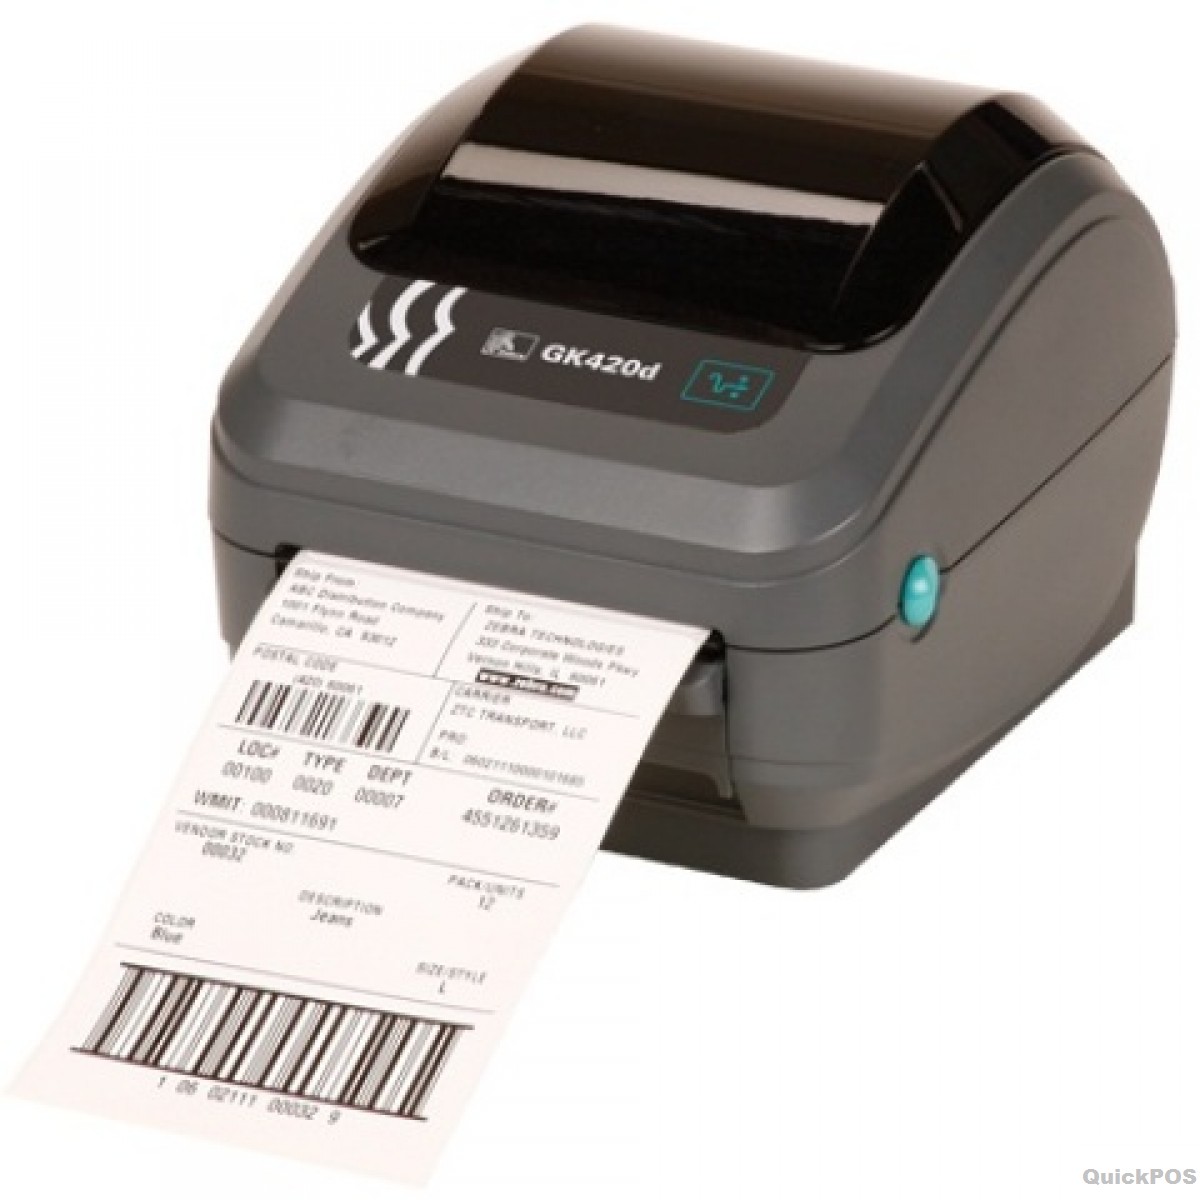 GK420d
Ship From
ABC Distribution Company
1001 Flynn Road
Camarillo, CA 93012
Ship To:
ZEBRA TECHNOLOGIES
333 Corporate Woods Pkwy
Vernon Hills, IL 60061
www.zebra.com
POSTAL CODE
(420) 60061
CARRIER
ZTC TRANSPORT, LLC
PRO
B/L
LOC# TYPE DEPT
00100 0020 00007
WMIT: 000811691
ORDER#
4551261359
VENDOR STOCK NO
00032
PACK/UNITS
12
DESCRIPTION
Jeans
COLOR
Blue
SIZE/STYLE
L
1 06 02111 00032 9
QuickPOS